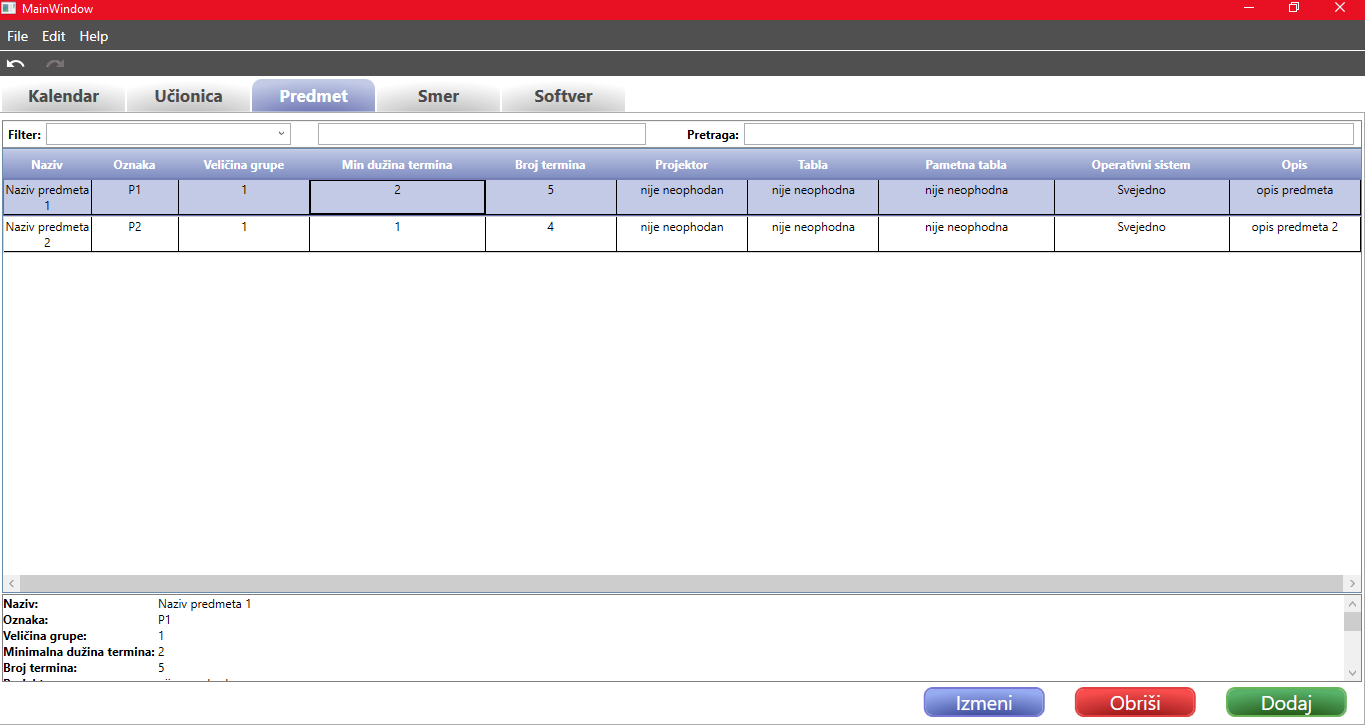 MainWindow
File Edit Help
Kalendar Učionica Predmet Smer Softver
Filter: Pretraga:
Naziv Oznaka Veličina grupe Min dužina termina Broj termina Projektor Tabla Pametna tabla Operativni sistem Opis
Naziv predmeta 1 P1 1 2 5 nije neophodan nije neophodna nije neophodna Svejedno opis predmeta
Naziv predmeta 2 P2 1 1 4 nije neophodan nije neophodna nije neophodna Svejedno opis predmeta 2
Naziv: Naziv predmeta 1
Oznaka: P1
Veličina grupe: 1
Minimalna dužina termina: 2
Broj termina: 5
Izmeni Obriši Dodaj